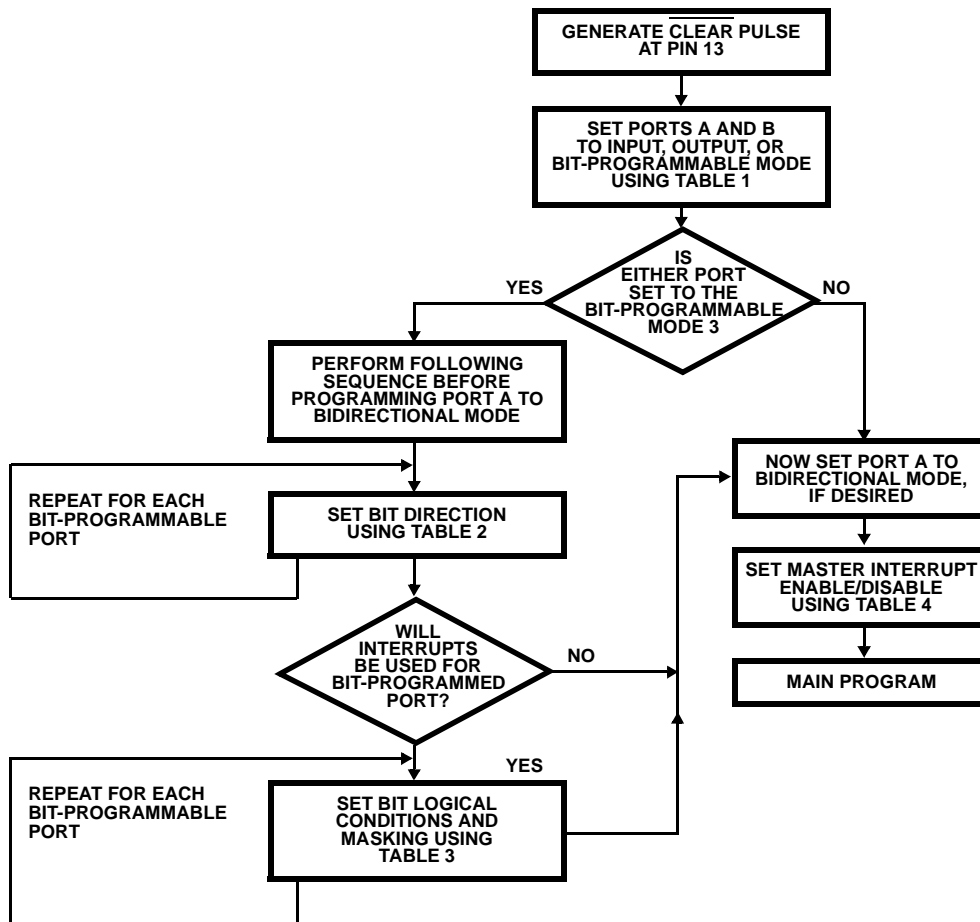 GENERATE CLEAR PULSE
AT PIN 13
SET PORTS A AND B
TO INPUT, OUTPUT, OR
BIT-PROGRAMMABLE MODE
USING TABLE 1
IS
EITHER PORT
SET TO THE
BIT-PROGRAMMABLE
MODE 3
YES
NO
PERFORM FOLLOWING
SEQUENCE BEFORE
PROGRAMMING PORT A TO
BIDIRECTIONAL MODE
REPEAT FOR EACH
BIT-PROGRAMMABLE
PORT
SET BIT DIRECTION
USING TABLE 2
NOW SET PORT A TO
BIDIRECTIONAL MODE,
IF DESIRED
SET MASTER INTERRUPT
ENABLE/DISABLE
USING TABLE 4
MAIN PROGRAM
WILL
INTERRUPTS
BE USED FOR
BIT-PROGRAMMED
PORT?
NO
YES
REPEAT FOR EACH
BIT-PROGRAMMABLE
PORT
SET BIT LOGICAL
CONDITIONS AND
MASKING USING
TABLE 3